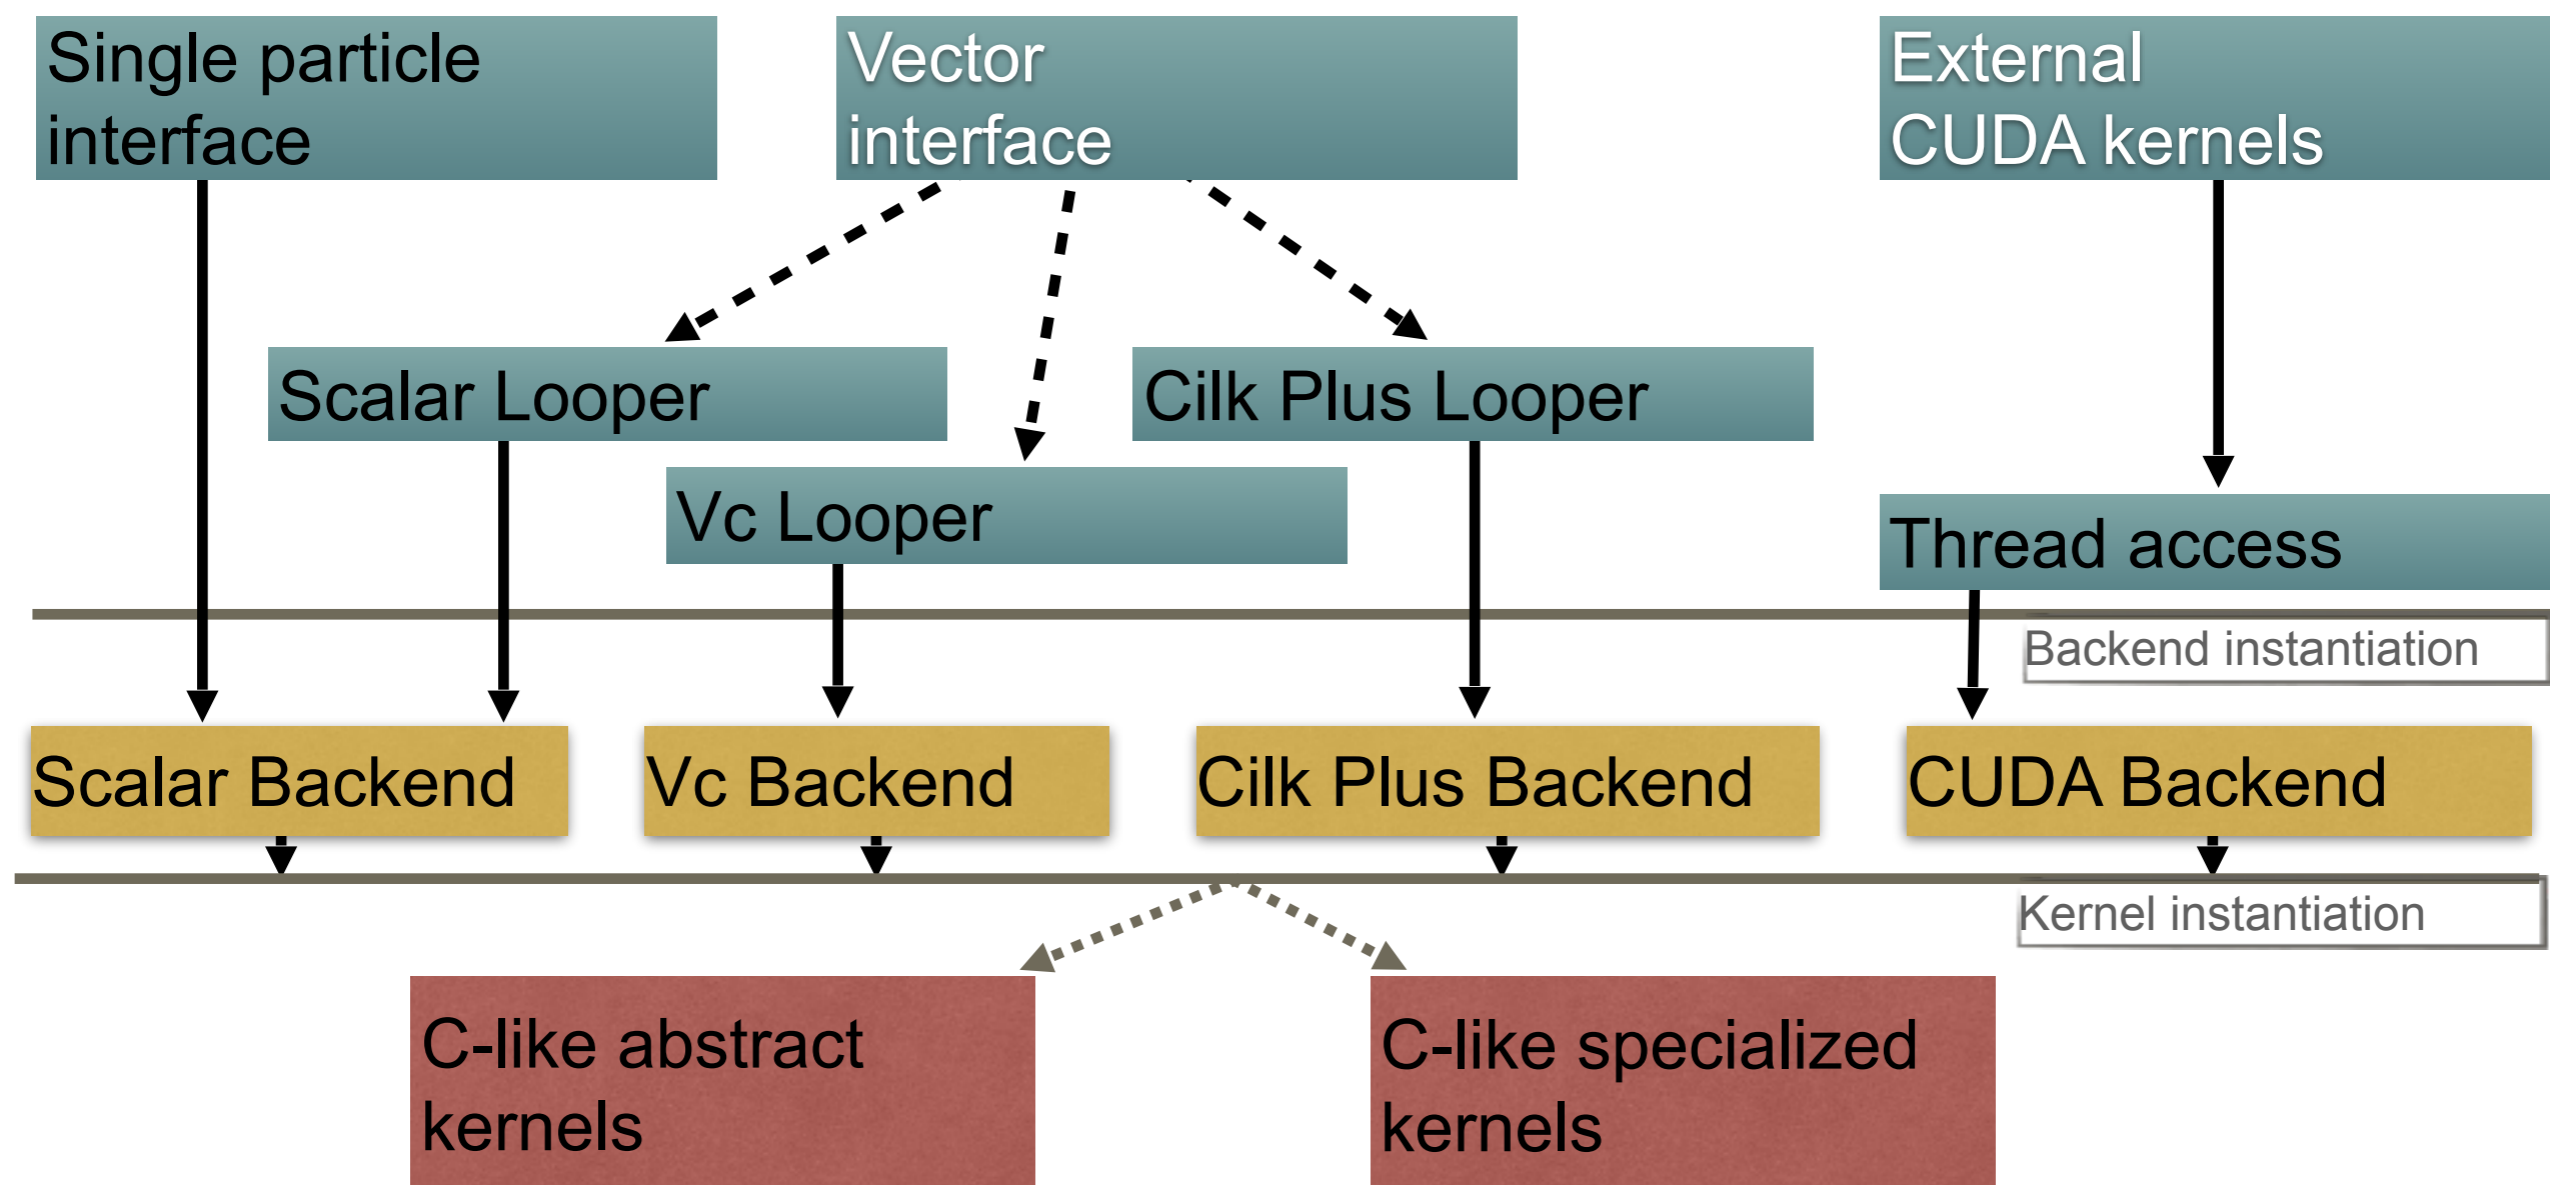 Single particle
interface
Vector
interface
External
CUDA kernels
Scalar Looper
Cilk Plus Looper
Vc Looper
Thread access
Backend instantiation
Scalar Backend
Vc Backend
Cilk Plus Backend
CUDA Backend
Kernel instantiation
C-like abstract
kernels
C-like specialized
kernels